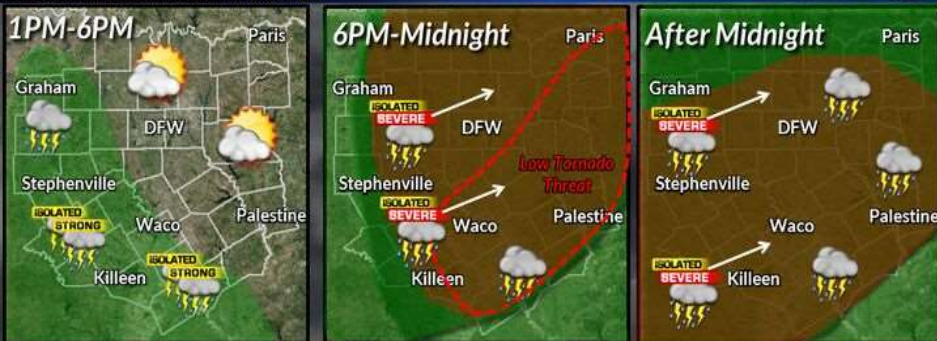 1PM-6PM
Paris
Graham
DFW
Stephenville
ISOLATED
STRONG
Waco
Palestine
ISOLATED
STRONG
Killeen
6PM-Midnight
Paris
Graham
ISOLATED
SEVERE
DFW
Low Tornado
Threat
Stephenville
ISOLATED
SEVERE
Waco
Palestine
Killeen
After Midnight
Paris
Graham
ISOLATED
SEVERE
DFW
Stephenville
Waco
Palestine
ISOLATED
SEVERE
Killeen